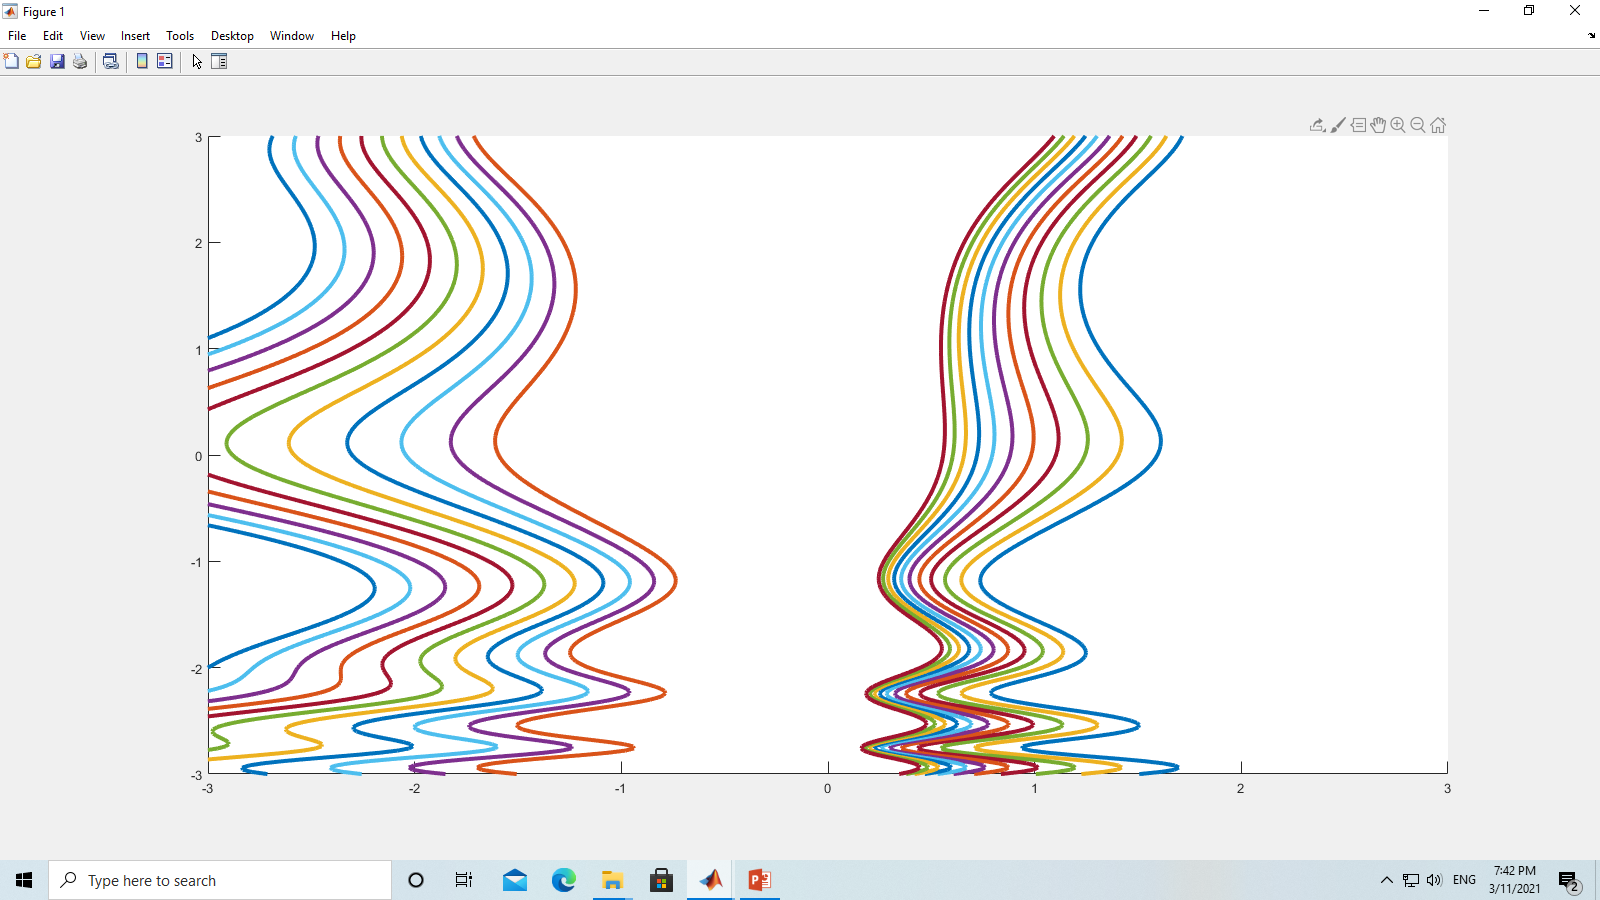 Figure 1
File Edit View Insert Tools Desktop Window Help
3
2
1
0
-1
-2
-3
-3 -2 -1 0 1 2 3
Type here to search
P
ENG
7:42 PM
3/11/2021
2